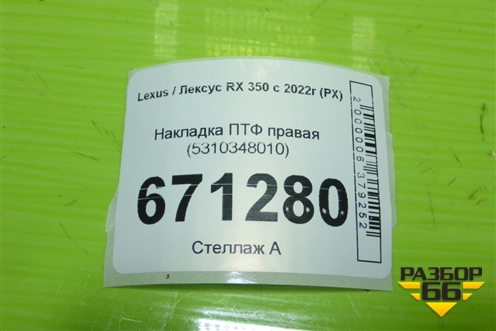 Lexus / Лексус RX 350 с 2022г (РХ)
Накладка ПТФ правая
(5310348010)
671280
Стеллаж А
2000006379252
РАЗБОР
66